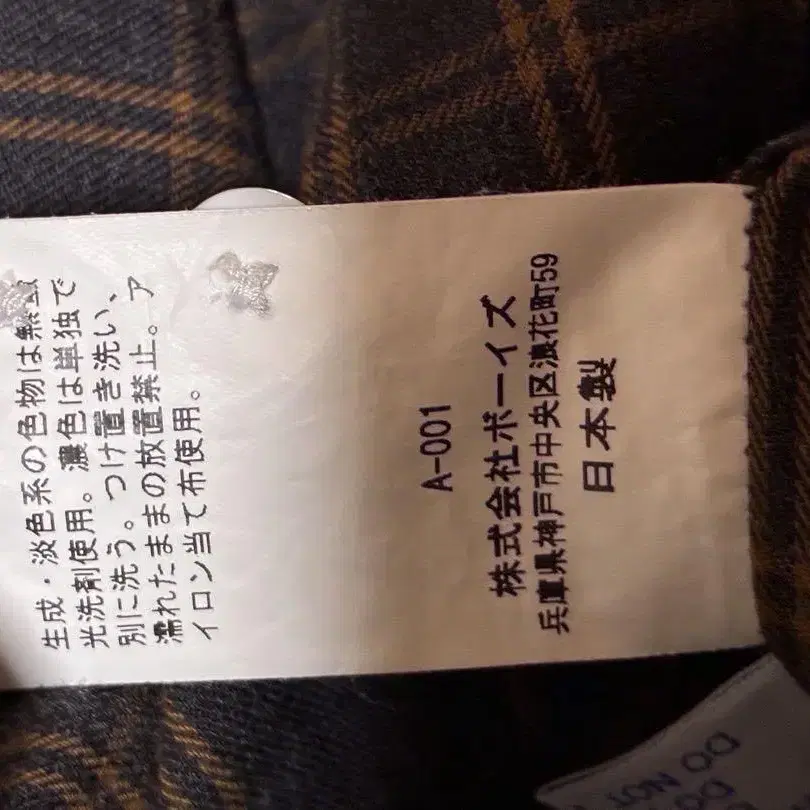 生成・淡色系の色物は無蛍
光洗剤使用。濃色は単独で
別に洗う。つけ置き洗い、
濡れたままの放置禁止。ア
イロン当て布使用。
A-001
株式会社ボーイズ
兵庫県神戸市中央区浪花町59
日本製
DO NOT
DO